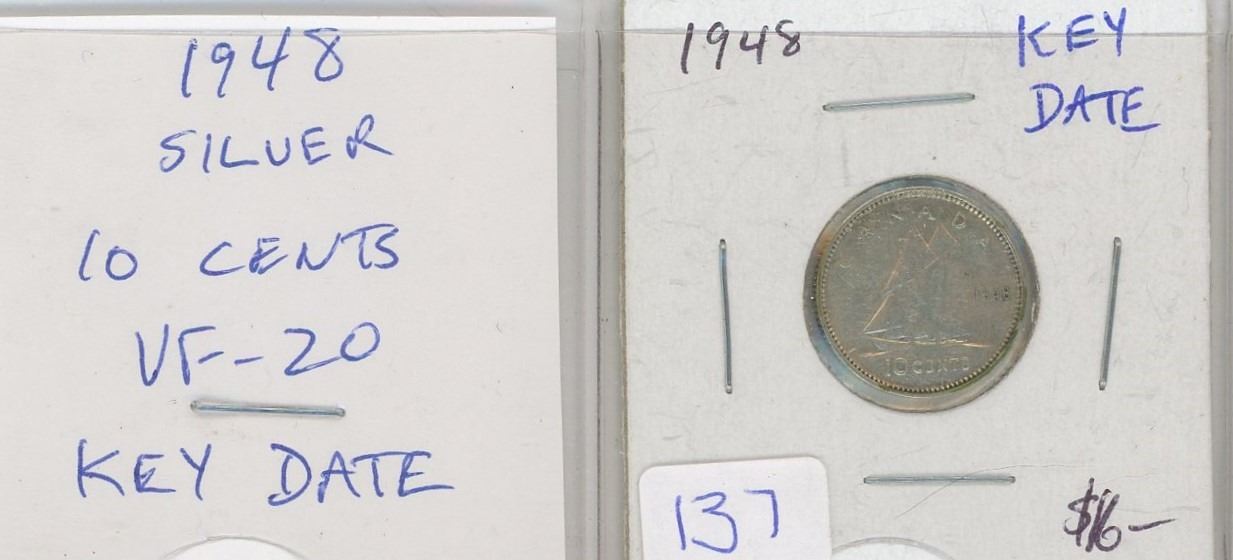 1948
SILVER
10 CENTS
VF-20
KEY DATE
1948
KEY
DATE
CANADA
1948
10 CENTS
137
$16-